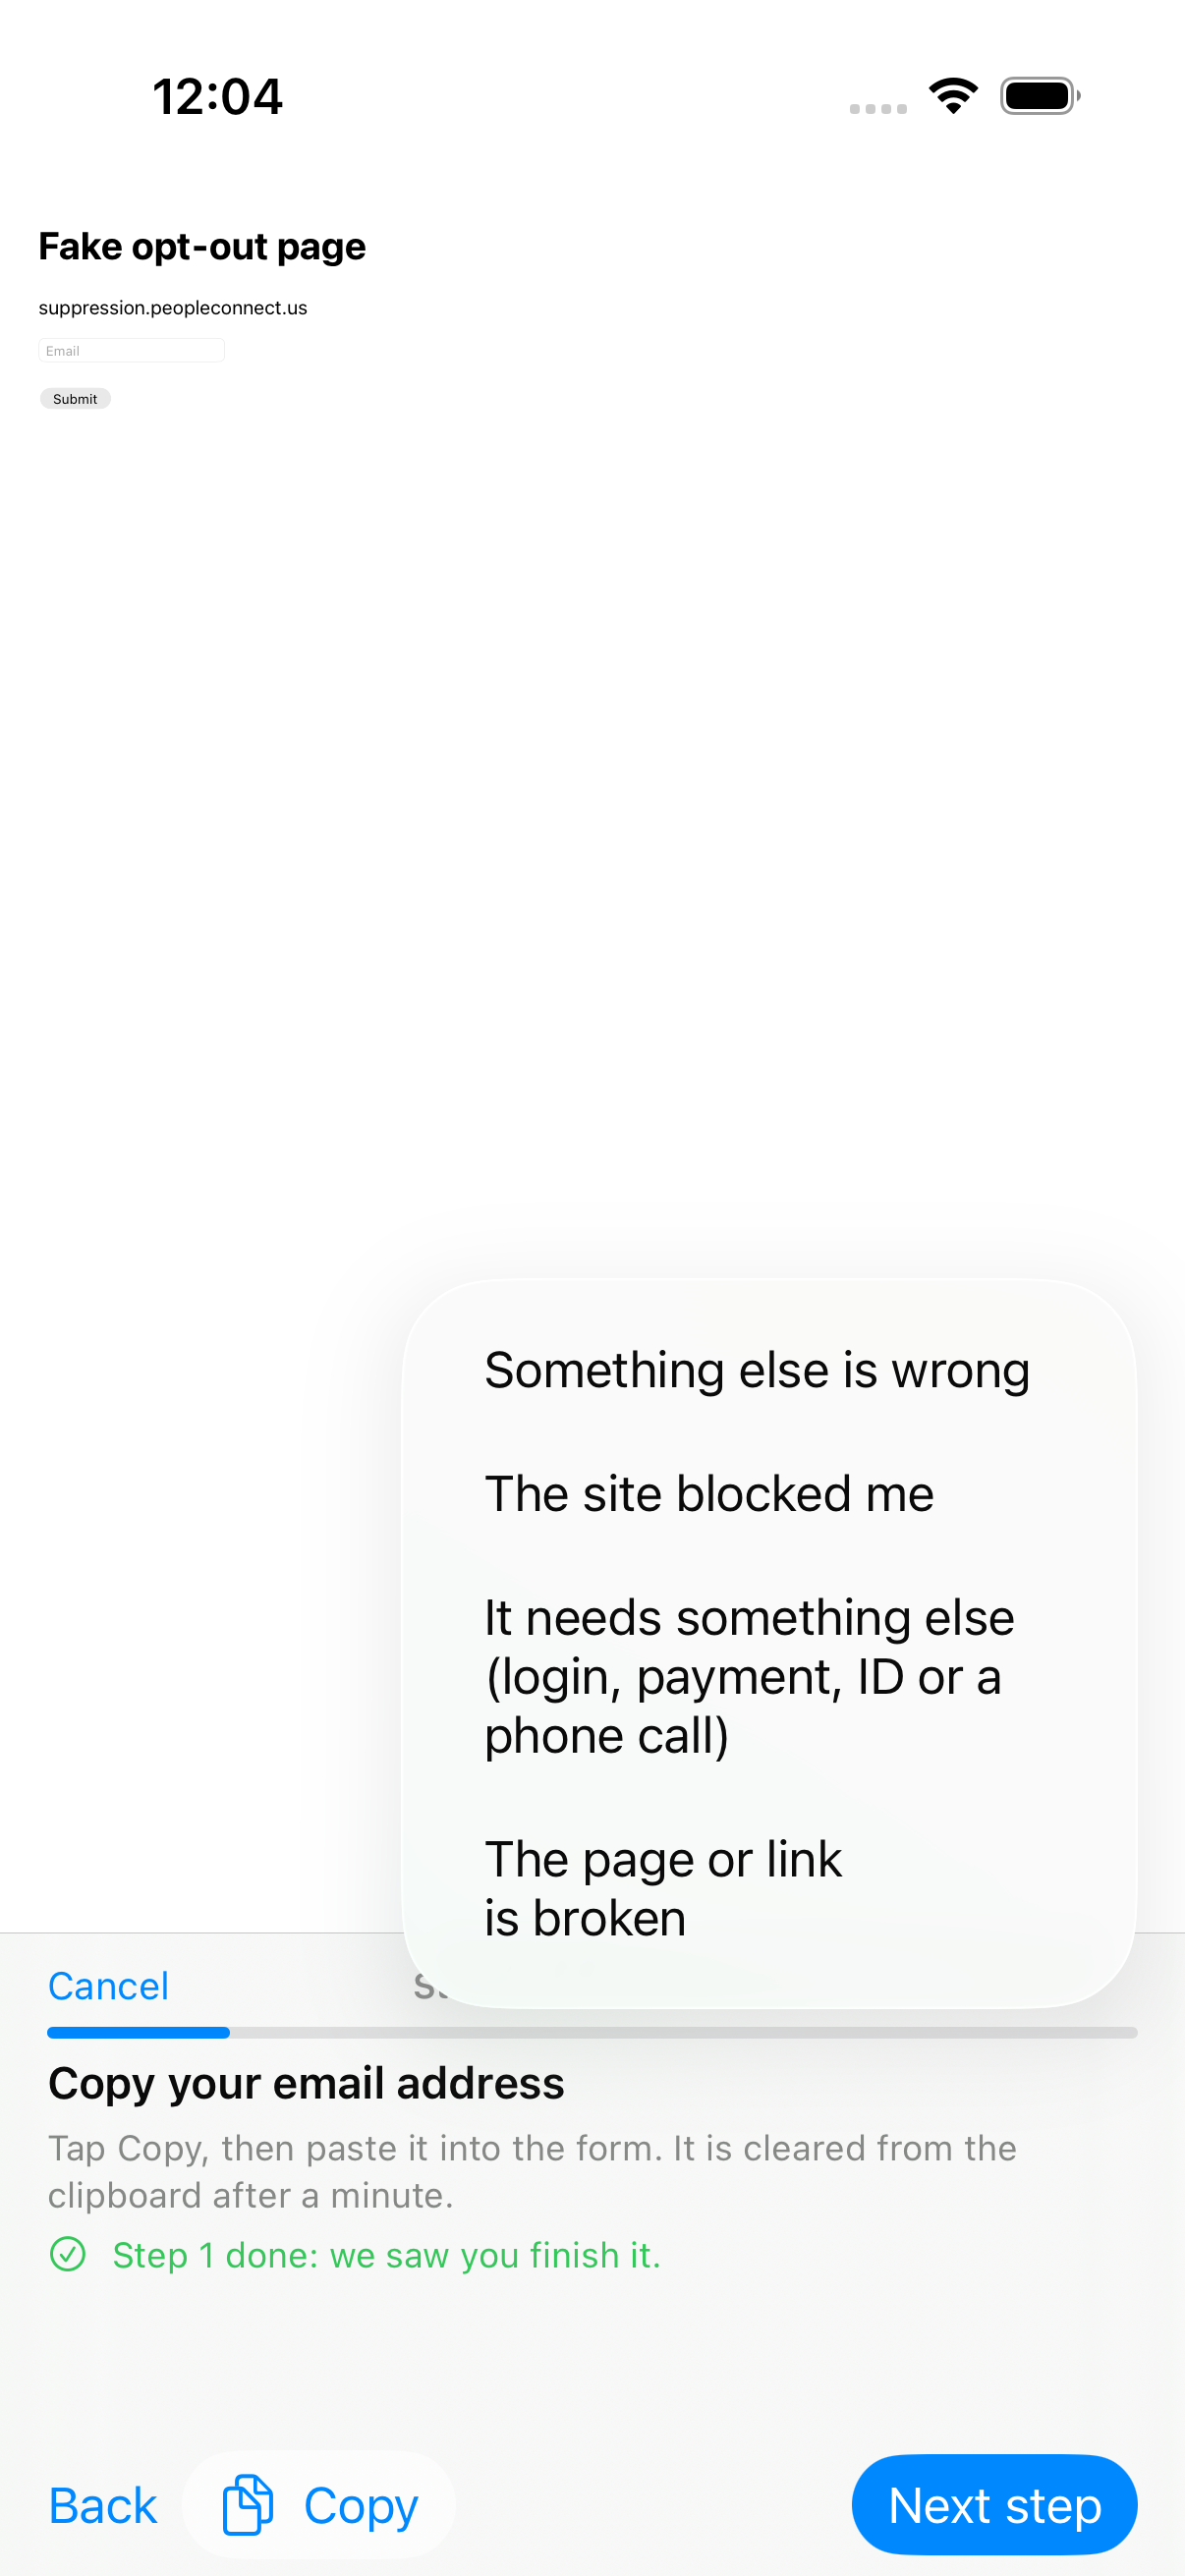 12:04
Fake opt-out page
suppression.peopleconnect.us
Email
Submit
Something else is wrong
The site blocked me
It needs something else
(login, payment, ID or a
phone call)
The page or link
is broken
Cancel
Copy your email address
Tap Copy, then paste it into the form. It is cleared from the
clipboard after a minute.
Step 1 done: we saw you finish it.
Back
Copy
Next step